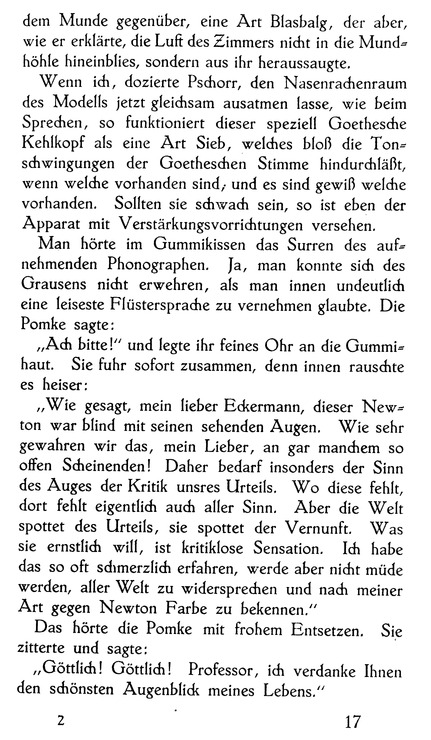 dem Munde gegenüber, eine Art Blasbalg, der aber,
wie er erklärte, die Luft des Zimmers nicht in die Mund=
höhle hineinblies, sondern aus ihr heraussaugte.
Wenn ich, dozierte Pschorr, den Nasenrachenraum
des Modells jetzt gleichsam ausatmen lasse, wie beim
Sprechen, so funktioniert dieser speziell Goethesche
Kehlkopf als eine Art Sieb, welches bloß die Ton=
schwingungen der Goetheschen Stimme hindurchläßt,
wenn welche vorhanden sind, und es sind gewiß welche
vorhanden. Sollten sie schwach sein, so ist eben der
Apparat mit Verstärkungsvorrichtungen versehen.
Man hörte im Gummikissen das Surren des auf=
nehmenden Phonographen. Ja, man konnte sich des
Grausens nicht erwehren, als man innen undeutlich
eine leiseste Flüstersprache zu vernehmen glaubte. Die
Pomke sagte:
„Ach bitte!“ und legte ihr feines Ohr an die Gummi=
haut. Sie fuhr sofort zusammen, denn innen rauschte
es heiser:
„Wie gesagt, mein lieber Eckermann, dieser New=
ton war blind mit seinen sehenden Augen. Wie sehr
gewahren wir das, mein Lieber, an gar manchem so
offen Scheinenden! Daher bedarf insonders der Sinn
des Auges der Kritik unsres Urteils. Wo diese fehlt,
dort fehlt eigentlich auch aller Sinn. Aber die Welt
spottet des Urteils, sie spottet der Vernunft. Was
sie ernstlich will, ist kritiklose Sensation. Ich habe
das so oft schmerzlich erfahren, werde aber nicht müde
werden, aller Welt zu widersprechen und nach meiner
Art gegen Newton Farbe zu bekennen.“
Das hörte die Pomke mit frohem Entsetzen. Sie
zitterte und sagte:
„Göttlich! Göttlich! Professor, ich verdanke Ihnen
den schönsten Augenblick meines Lebens.“
2 17